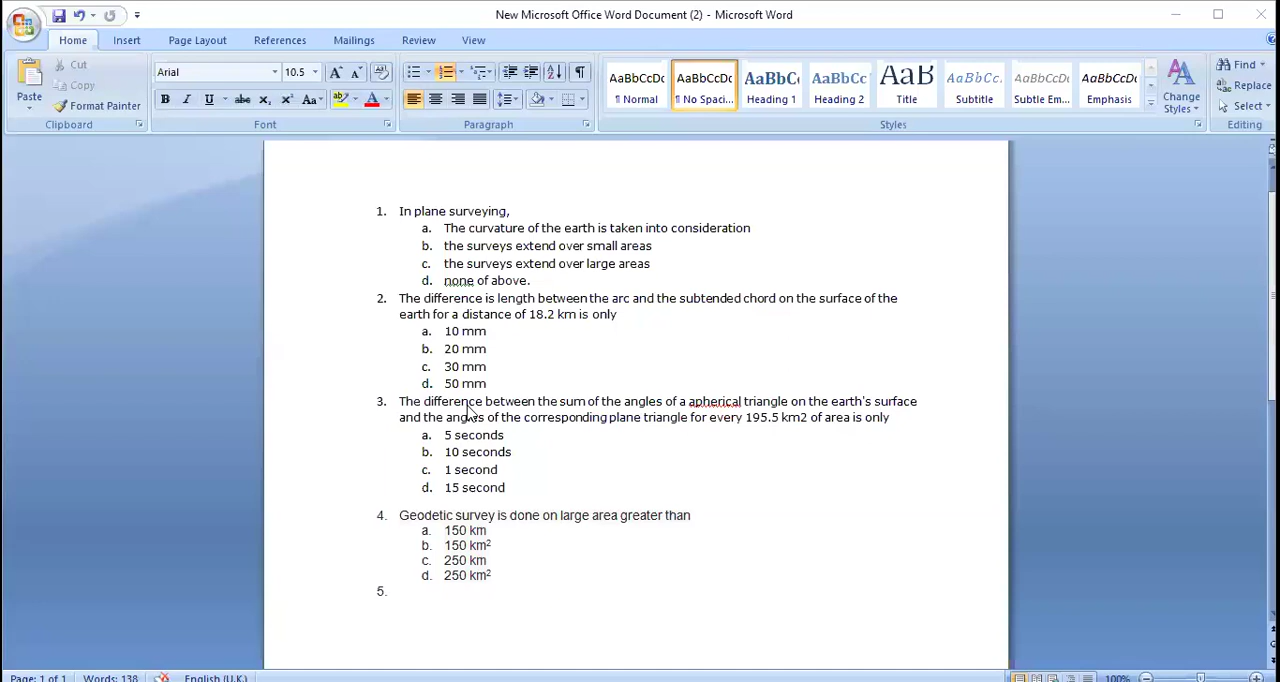 New Microsoft Office Word Document (2) - Microsoft Word
Home Insert Page Layout References Mailings Review View
Paste
Cut
Copy
Format Painter
Clipboard
Arial 10.5
B I U abc X₂ X² Aa
Font
Paragraph
AaBbCcDc AaBbCcDc AaBbC AaBbCc AaB AaBbCc. AaBbCcDc AaBbCcDc
¶ Normal ¶ No Spaci... Heading 1 Heading 2 Title Subtitle Subtle Em... Emphasis
Change Styles
Styles
Find
Replace
Select
Editing
1. In plane surveying,
a. The curvature of the earth is taken into consideration
b. the surveys extend over small areas
c. the surveys extend over large areas
d. none of above.
2. The difference is length between the arc and the subtended chord on the surface of the
earth for a distance of 18.2 km is only
a. 10 mm
b. 20 mm
c. 30 mm
d. 50 mm
3. The difference between the sum of the angles of a apherical triangle on the earth's surface
and the angles of the corresponding plane triangle for every 195.5 km2 of area is only
a. 5 seconds
b. 10 seconds
c. 1 second
d. 15 second
4. Geodetic survey is done on large area greater than
a. 150 km
b. 150 km²
c. 250 km
d. 250 km²
5.
Page: 1 of 1 Words: 138 English (U.K.) 100%